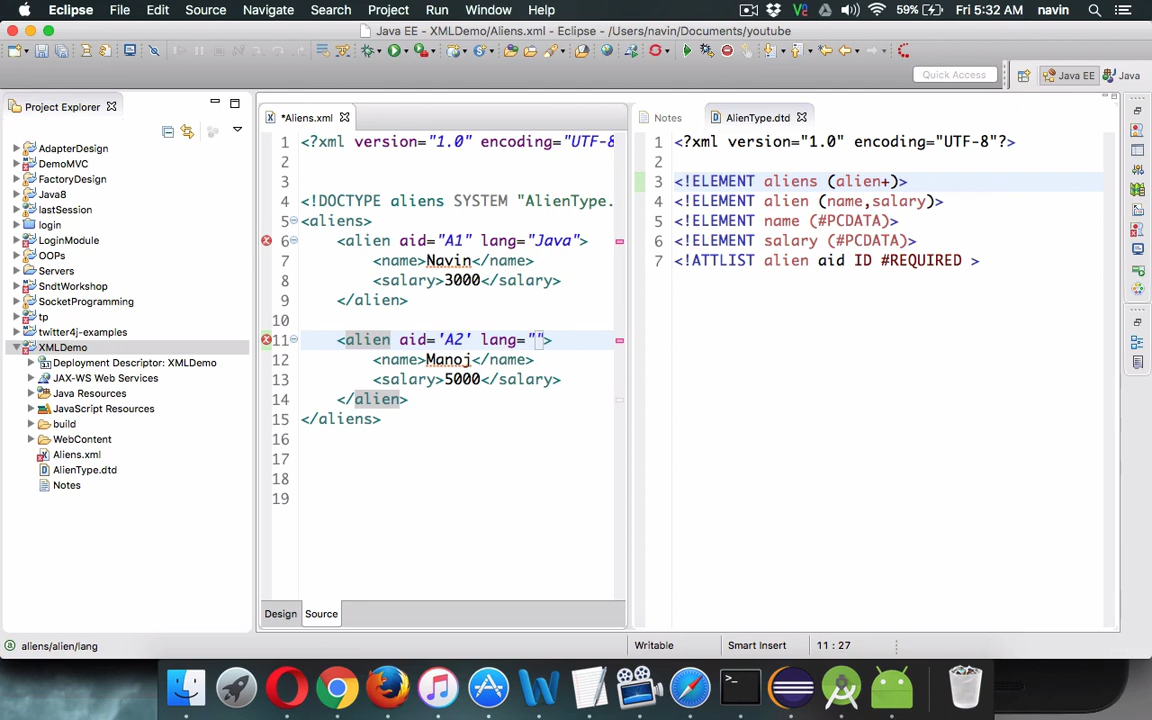 Eclipse File Edit Source Navigate Search Project Run Window Help 59% Fri 5:32 AM navin
Java EE - XMLDemo/Aliens.xml - Eclipse - /Users/navin/Documents/youtube
Quick Access Java EE Java
Project Explorer
AdapterDesign
DemoMVC
FactoryDesign
Java8
lastSession
login
LoginModule
OOPs
Servers
SndtWorkshop
SocketProgramming
tp
twitter4j-examples
XMLDemo
Deployment Descriptor: XMLDemo
JAX-WS Web Services
Java Resources
JavaScript Resources
build
WebContent
Aliens.xml
AlienType.dtd
Notes
*Aliens.xml
1 <?xml version="1.0" encoding="UTF-8
2
3
4 <!DOCTYPE aliens SYSTEM "AlienType.
5 <aliens>
6 <alien aid="A1" lang="Java">
7 <name>Navin</name>
8 <salary>3000</salary>
9 </alien>
10
11 <alien aid='A2' lang="">
12 <name>Manoj</name>
13 <salary>5000</salary>
14 </alien>
15 </aliens>
16
17
18
19
Design Source
Notes AlienType.dtd
1 <?xml version="1.0" encoding="UTF-8"?>
2
3 <!ELEMENT aliens (alien+)>
4 <!ELEMENT alien (name,salary)>
5 <!ELEMENT name (#PCDATA)>
6 <!ELEMENT salary (#PCDATA)>
7 <!ATTLIST alien aid ID #REQUIRED >
aliens/alien/lang Writable Smart Insert 11 : 27